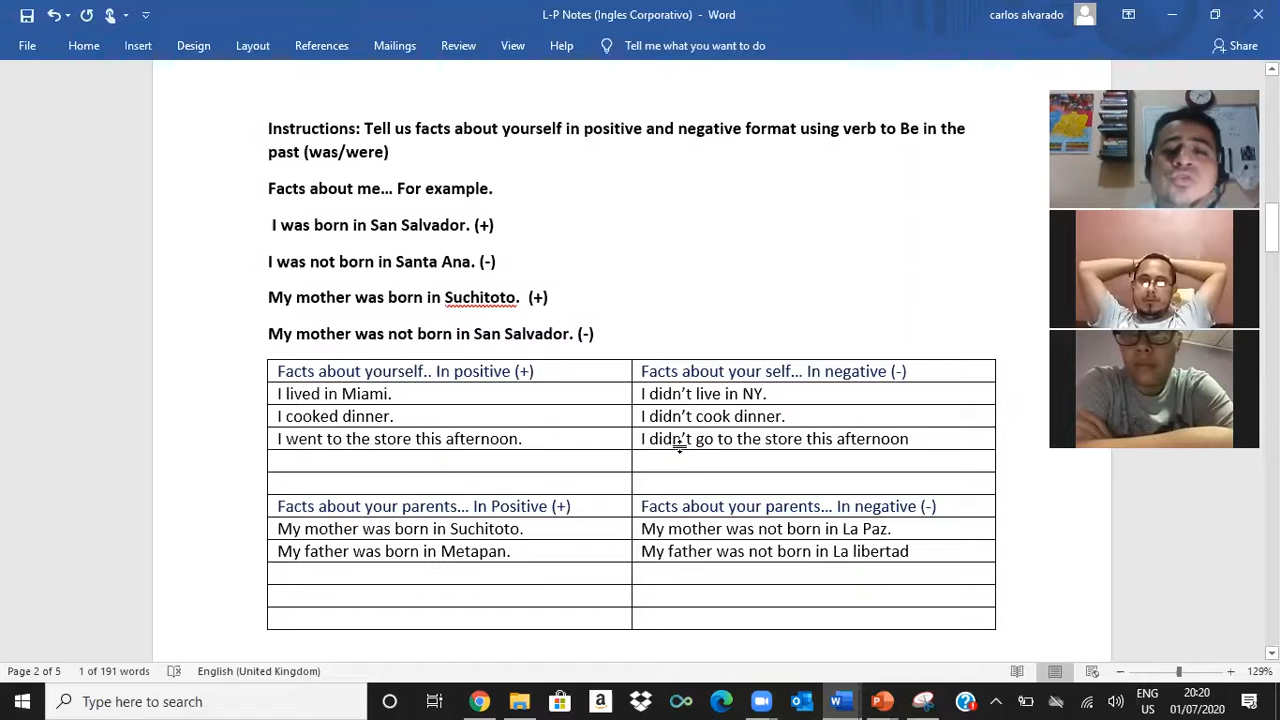 L-P Notes (Ingles Corporativo) - Word
carlos alvarado
File Home Insert Design Layout References Mailings Review View Help Tell me what you want to do Share
Instructions: Tell us facts about yourself in positive and negative format using verb to Be in the
past (was/were)
Facts about me… For example.
I was born in San Salvador. (+)
I was not born in Santa Ana. (-)
My mother was born in Suchitoto. (+)
My mother was not born in San Salvador. (-)
Facts about yourself.. In positive (+) Facts about your self… In negative (-)
I lived in Miami. I didn’t live in NY.
I cooked dinner. I didn’t cook dinner.
I went to the store this afternoon. I didn’t go to the store this afternoon
Facts about your parents… In Positive (+) Facts about your parents… In negative (-)
My mother was born in Suchitoto. My mother was not born in La Paz.
My father was born in Metapan. My father was not born in La libertad
Page 2 of 5 1 of 191 words English (United Kingdom) 129%
Type here to search
ENG 20:20
US 01/07/2020